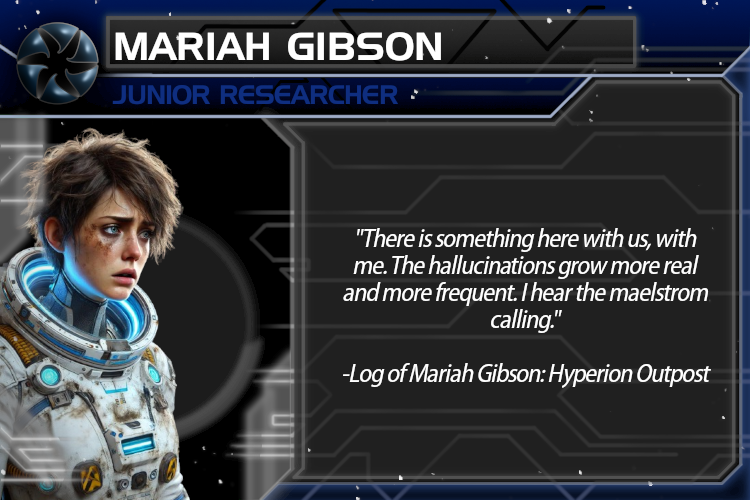 MARIAH GIBSON
JUNIOR RESEARCHER
"There is something here with us, with
me. The hallucinations grow more real
and more frequent. I hear the maelstrom
calling."
-Log of Mariah Gibson: Hyperion Outpost